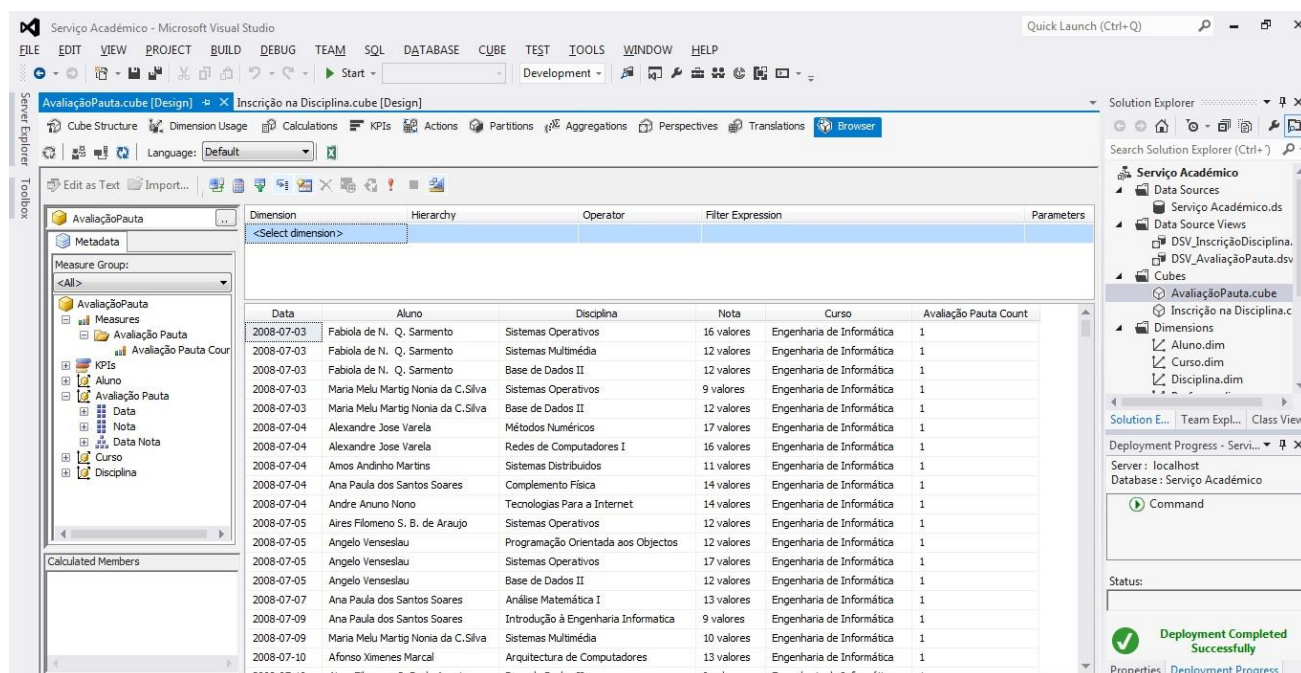 Serviço Académico - Microsoft Visual Studio
Quick Launch (Ctrl+Q)
FILE EDIT VIEW PROJECT BUILD DEBUG TEAM SQL DATABASE CUBE TEST TOOLS WINDOW HELP
Start Development
Server Explorer
Toolbox
AvaliaçãoPauta.cube [Design] Inscrição na Disciplina.cube [Design]
Cube Structure Dimension Usage Calculations KPIs Actions Partitions Aggregations Perspectives Translations Browser
Language: Default
Edit as Text Import...
AvaliaçãoPauta ..
Metadata
Measure Group:
<All>
AvaliaçãoPauta
Measures
Avaliação Pauta
Avaliação Pauta Cour
KPIs
Aluno
Avaliação Pauta
Data
Nota
Data Nota
Curso
Disciplina
Calculated Members
Dimension Hierarchy Operator Filter Expression Parameters
<Select dimension>
Data Aluno Disciplina Nota Curso Avaliação Pauta Count
2008-07-03 Fabiola de N. Q. Sarmento Sistemas Operativos 16 valores Engenharia de Informática 1
2008-07-03 Fabiola de N. Q. Sarmento Sistemas Multimédia 12 valores Engenharia de Informática 1
2008-07-03 Fabiola de N. Q. Sarmento Base de Dados II 12 valores Engenharia de Informática 1
2008-07-03 Maria Melu Martig Nonia da C.Silva Sistemas Operativos 9 valores Engenharia de Informática 1
2008-07-03 Maria Melu Martig Nonia da C.Silva Base de Dados II 12 valores Engenharia de Informática 1
2008-07-04 Alexandre Jose Varela Métodos Numéricos 17 valores Engenharia de Informática 1
2008-07-04 Alexandre Jose Varela Redes de Computadores I 16 valores Engenharia de Informática 1
2008-07-04 Amos Andinho Martins Sistemas Distribuidos 11 valores Engenharia de Informática 1
2008-07-04 Ana Paula dos Santos Soares Complemento Física 14 valores Engenharia de Informática 1
2008-07-04 Andre Anuno Nono Tecnologias Para a Internet 14 valores Engenharia de Informática 1
2008-07-05 Aires Filomeno S. B. de Araujo Sistemas Operativos 12 valores Engenharia de Informática 1
2008-07-05 Angelo Venseslau Programação Orientada aos Objectos 12 valores Engenharia de Informática 1
2008-07-05 Angelo Venseslau Sistemas Operativos 17 valores Engenharia de Informática 1
2008-07-05 Angelo Venseslau Base de Dados II 12 valores Engenharia de Informática 1
2008-07-07 Ana Paula dos Santos Soares Análise Matemática I 13 valores Engenharia de Informática 1
2008-07-09 Ana Paula dos Santos Soares Introdução à Engenharia Informatica 9 valores Engenharia de Informática 1
2008-07-09 Maria Melu Martig Nonia da C.Silva Sistemas Multimédia 10 valores Engenharia de Informática 1
2008-07-10 Afonso Ximenes Marcal Arquitectura de Computadores 13 valores Engenharia de Informática 1
Solution Explorer
Search Solution Explorer (Ctrl+´)
Serviço Académico
Data Sources
Serviço Académico.ds
Data Source Views
DSV_InscriçãoDisciplina.
DSV_AvaliaçãoPauta.dsv
Cubes
AvaliaçãoPauta.cube
Inscrição na Disciplina.c
Dimensions
Aluno.dim
Curso.dim
Disciplina.dim
Solution E... Team Expl... Class View
Deployment Progress - Servi...
Server : localhost
Database : Serviço Académico
Command
Status:
Deployment Completed
Successfully
Properties Deployment Progress